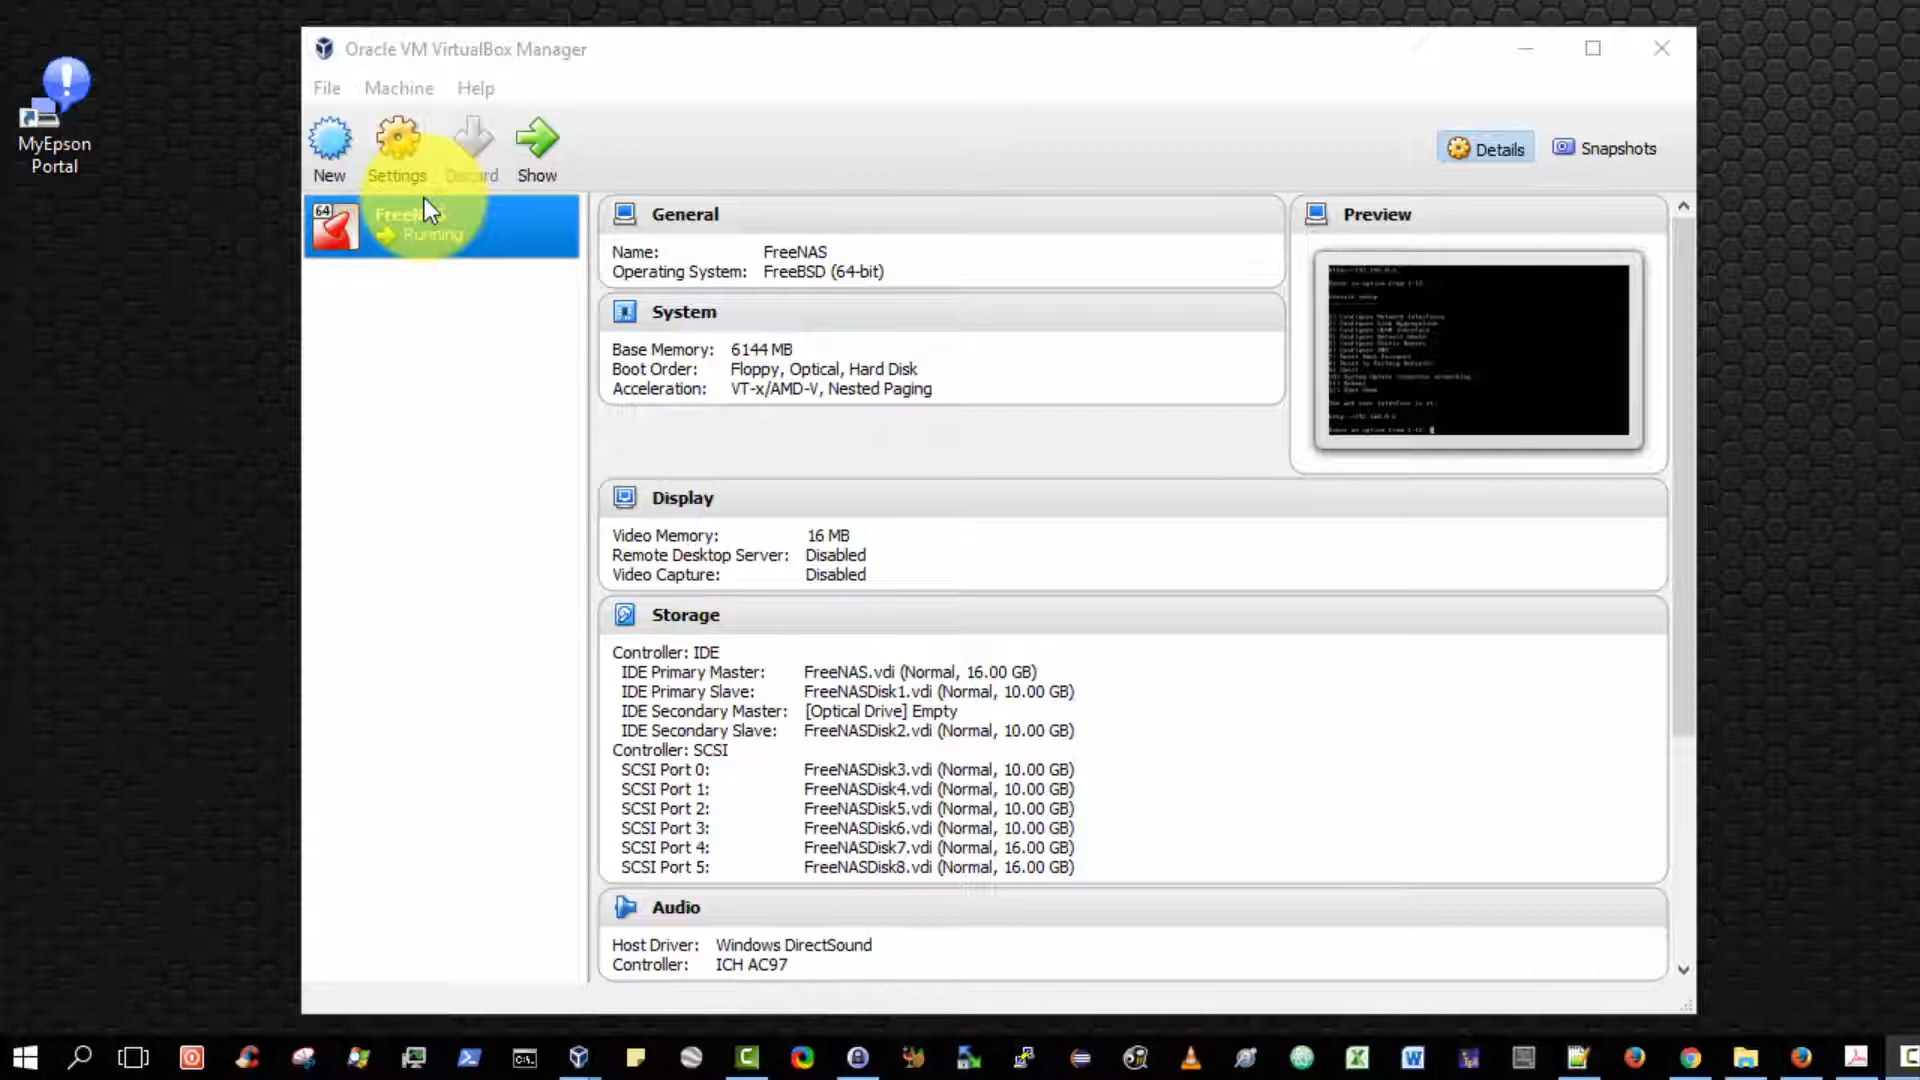 Oracle VM VirtualBox Manager
File Machine Help
MyEpson
Portal
New Settings Discard Show
Details Snapshots
64
Running
General
Name: FreeNAS
Operating System: FreeBSD (64-bit)
Preview
System
Base Memory: 6144 MB
Boot Order: Floppy, Optical, Hard Disk
Acceleration: VT-x/AMD-V, Nested Paging
Display
Video Memory: 16 MB
Remote Desktop Server: Disabled
Video Capture: Disabled
Storage
Controller: IDE
IDE Primary Master: FreeNAS.vdi (Normal, 16.00 GB)
IDE Primary Slave: FreeNASDisk1.vdi (Normal, 10.00 GB)
IDE Secondary Master: [Optical Drive] Empty
IDE Secondary Slave: FreeNASDisk2.vdi (Normal, 10.00 GB)
Controller: SCSI
SCSI Port 0: FreeNASDisk3.vdi (Normal, 10.00 GB)
SCSI Port 1: FreeNASDisk4.vdi (Normal, 10.00 GB)
SCSI Port 2: FreeNASDisk5.vdi (Normal, 10.00 GB)
SCSI Port 3: FreeNASDisk6.vdi (Normal, 10.00 GB)
SCSI Port 4: FreeNASDisk7.vdi (Normal, 16.00 GB)
SCSI Port 5: FreeNASDisk8.vdi (Normal, 16.00 GB)
Audio
Host Driver: Windows DirectSound
Controller: ICH AC97